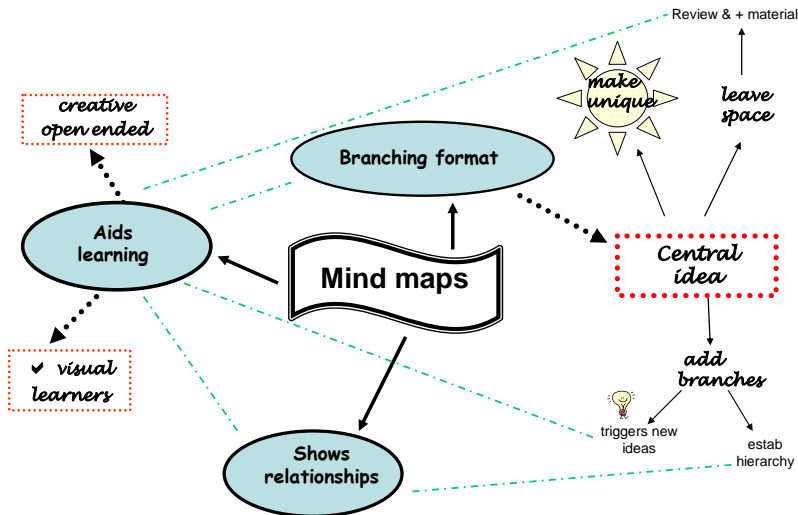 Review & + material
make
unique
leave
space
creative
open ended
Branching format
Aids
learning
Mind maps
Central
idea
✔ visual
learners
add
branches
triggers new
ideas
estab
hierarchy
Shows
relationships